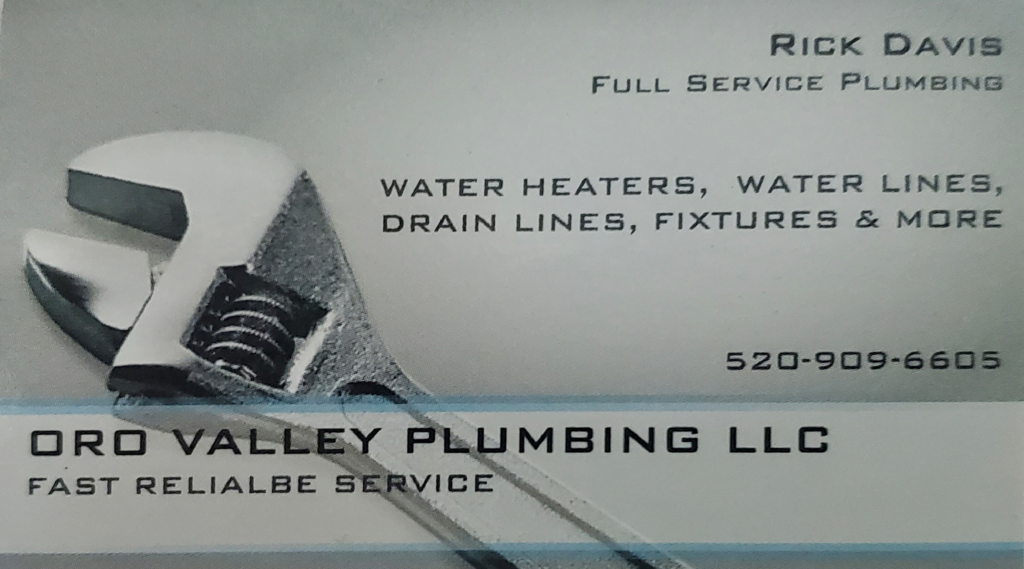 RICK DAVIS
FULL SERVICE PLUMBING
WATER HEATERS, WATER LINES,
DRAIN LINES, FIXTURES & MORE
520-909-6605
ORO VALLEY PLUMBING LLC
FAST RELIALBE SERVICE